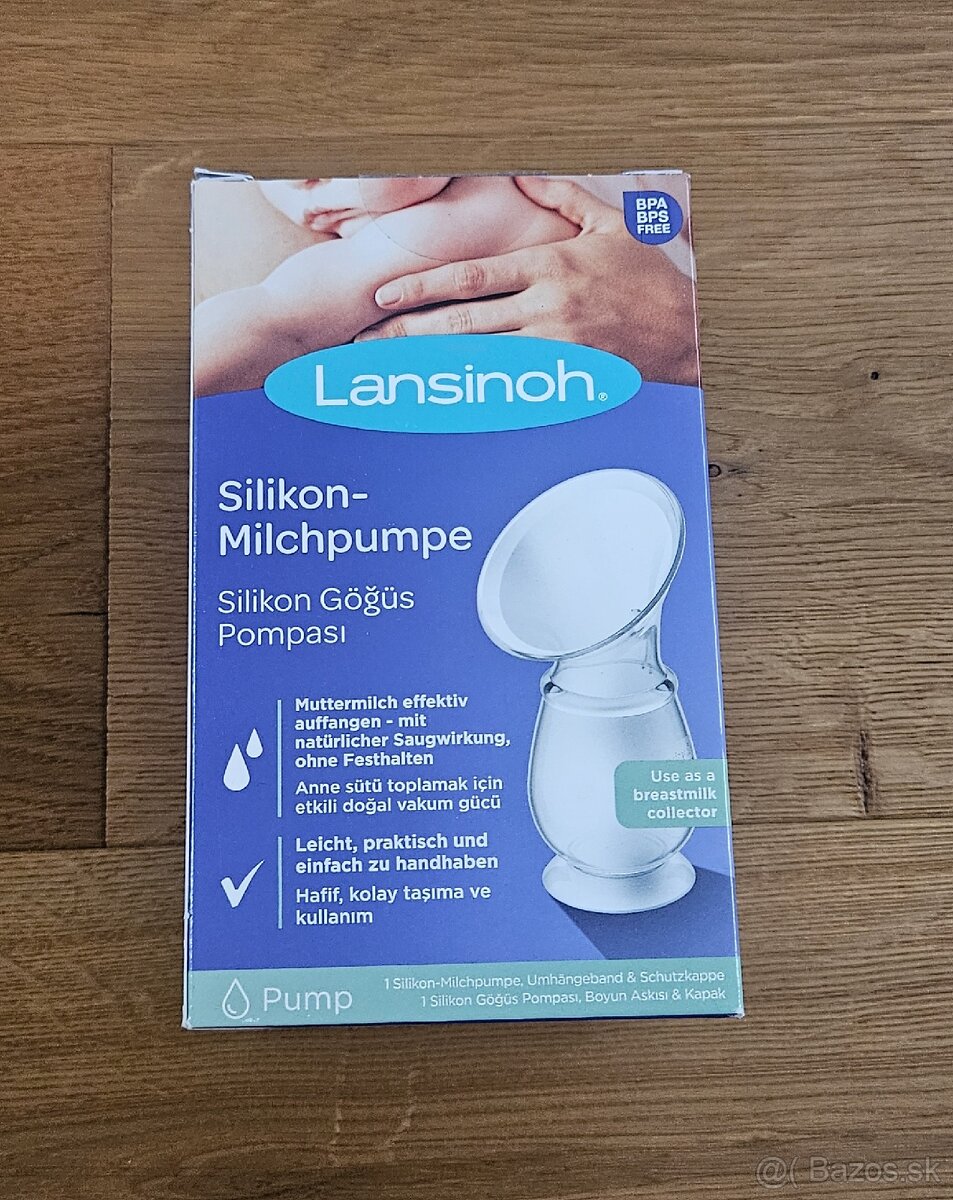 BPA
BPS
FREE
Lansinoh®
Silikon-
Milchpumpe
Silikon Göğüs
Pompası
Muttermilch effektiv
auffangen - mit
natürlicher Saugwirkung,
ohne Festhalten
Anne sütü toplamak için
etkili doğal vakum gücü
Use as a
breastmilk
collector
Leicht, praktisch und
einfach zu handhaben
Hafif, kolay taşıma ve
kullanım
Pump
1 Silikon-Milchpumpe, Umhängeband & Schutzkappe
1 Silikon Göğüs Pompası, Boyun Askısı & Kapak
@( Bazos.sk